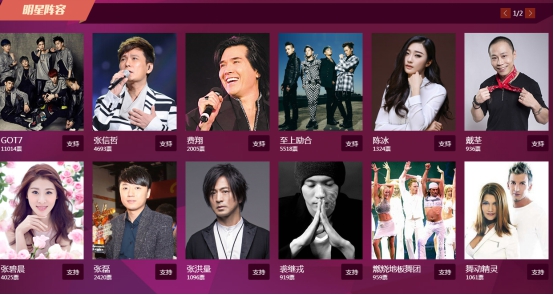 明星阵容
1/2
GOT7
11014票
支持
张信哲
4693票
支持
费翔
2005票
支持
至上励合
5518票
支持
陈冰
1324票
支持
戴荃
936票
支持
张碧晨
4025票
支持
张磊
2420票
支持
张洪量
1096票
支持
裘继戎
919票
支持
燃烧地板舞团
959票
支持
舞动精灵
1061票
支持